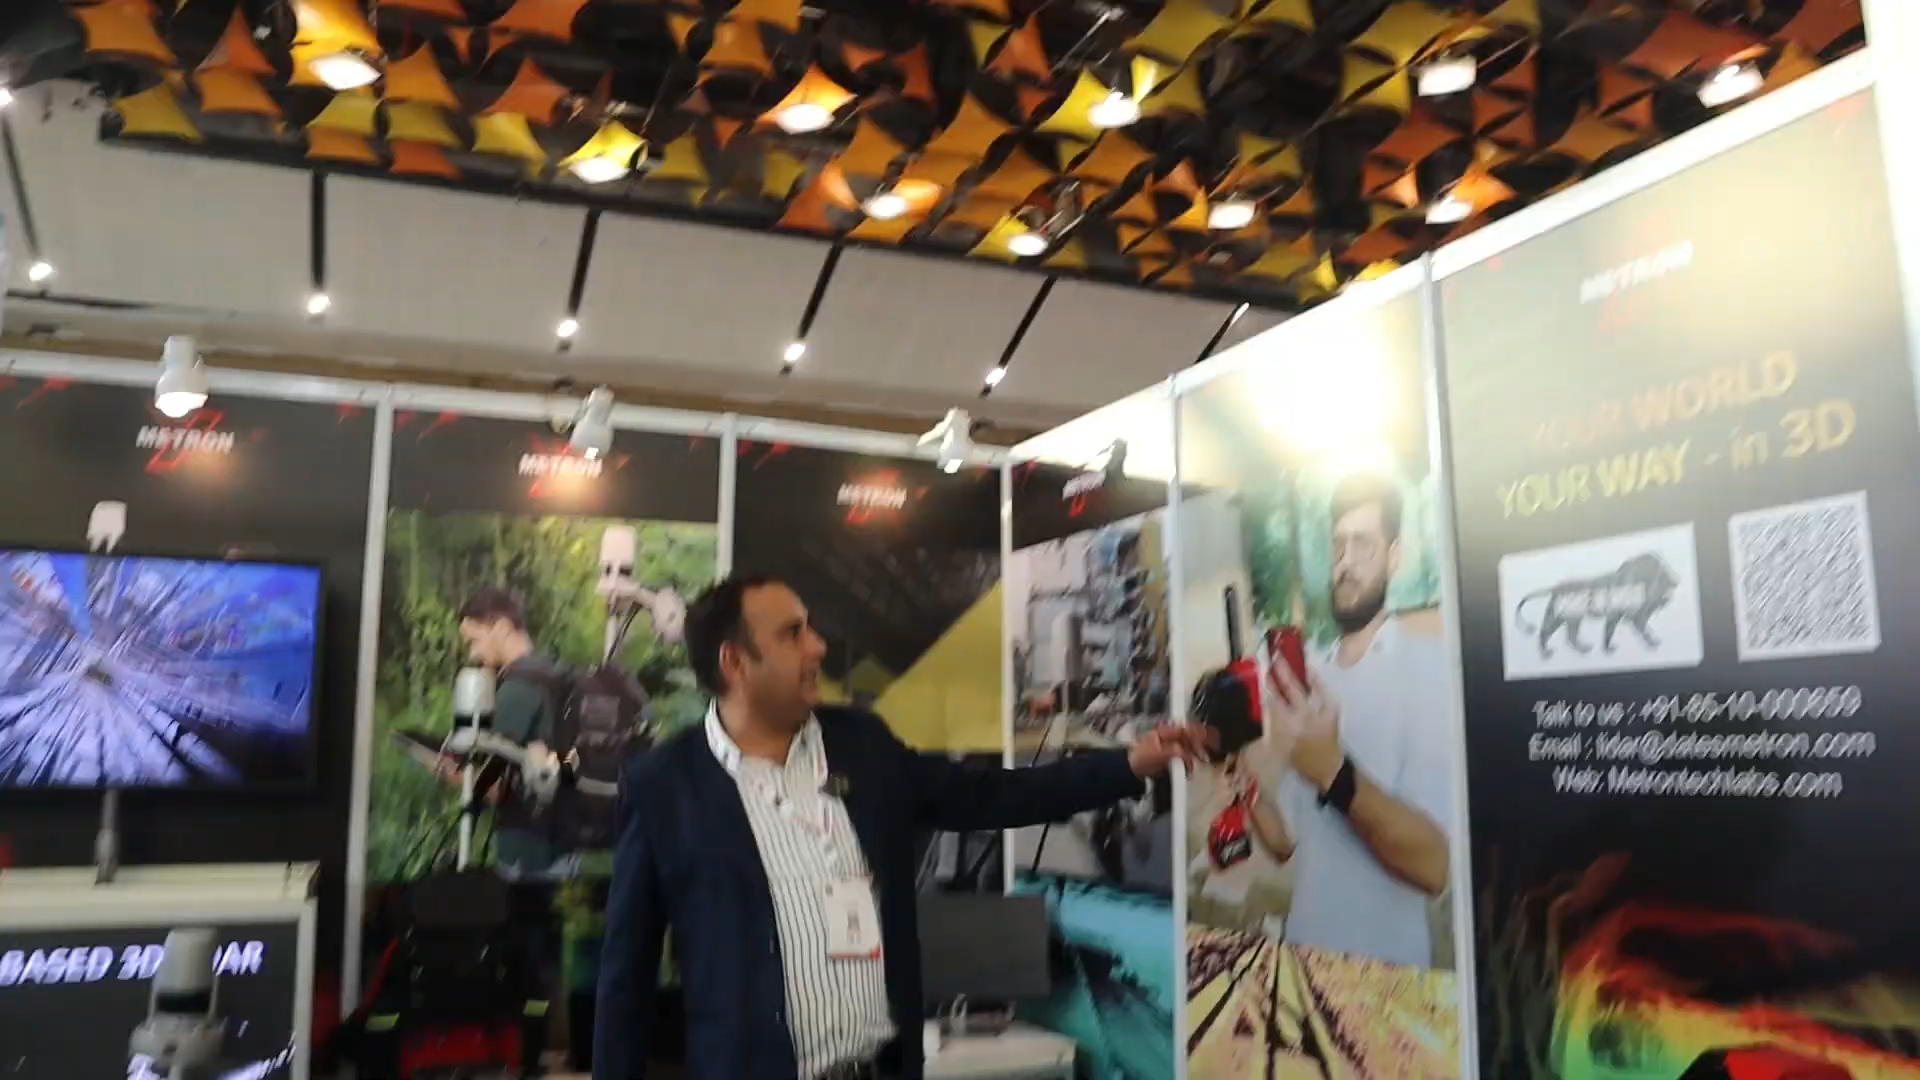 METRON
METRON
METRON
METRON
METRON
YOUR WORLD
YOUR WAY - in 3D
Talk to us : +91-85-10-000659
Email : lidar@datesmetron.com
Web: Metrontechlabs.com
BASED 3D